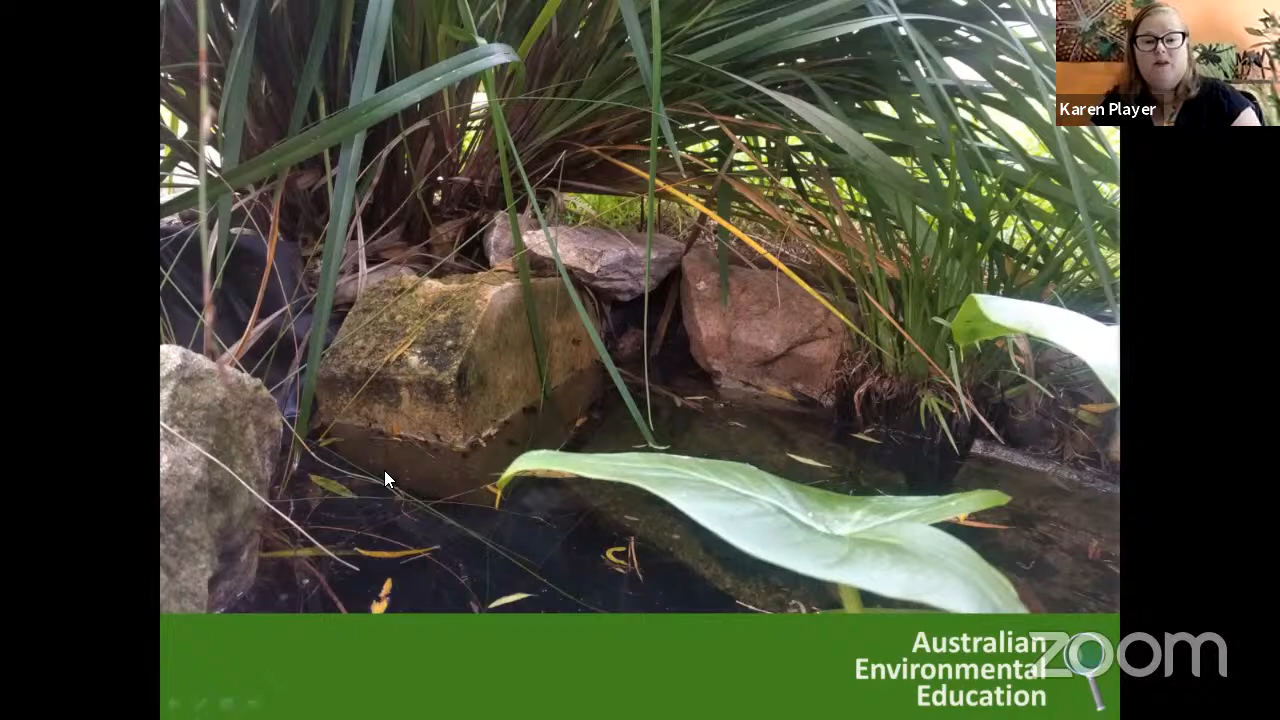 Karen Player
Australian
Environmental
Education
zoom